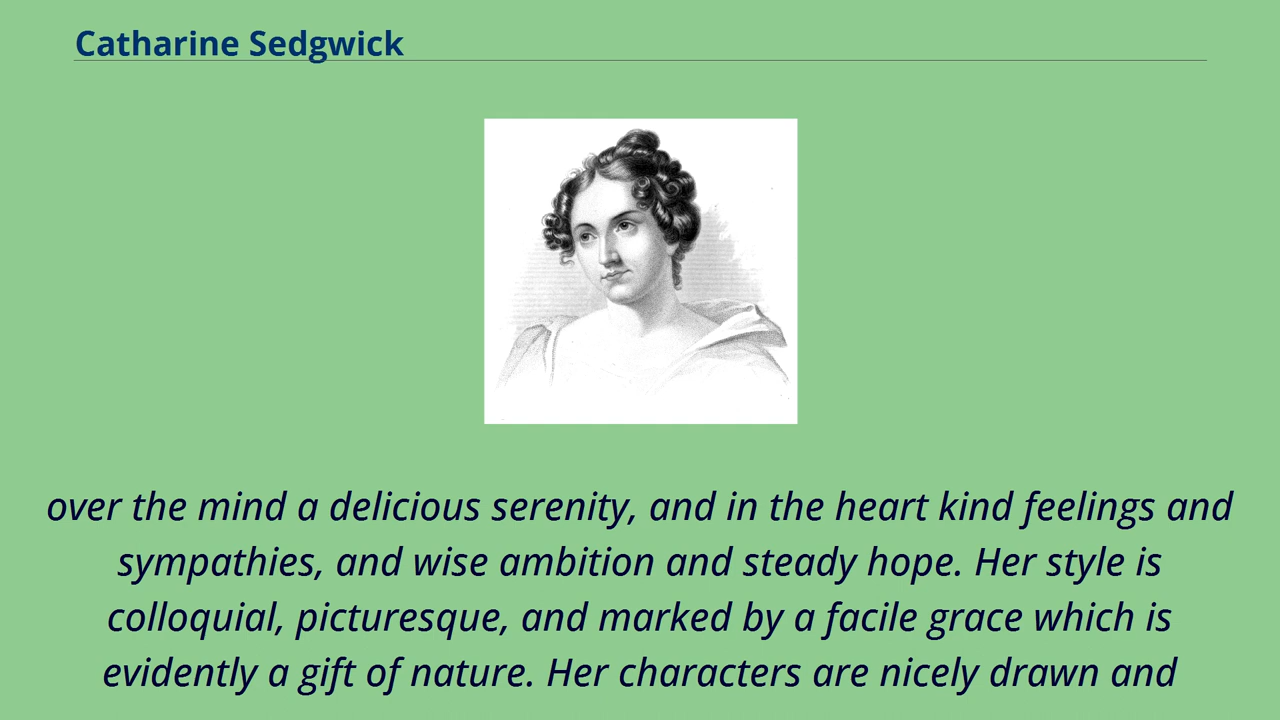 Catharine Sedgwick
over the mind a delicious serenity, and in the heart kind feelings and
sympathies, and wise ambition and steady hope. Her style is
colloquial, picturesque, and marked by a facile grace which is
evidently a gift of nature. Her characters are nicely drawn and